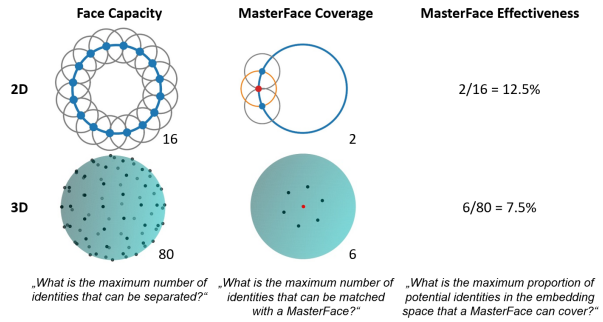 Face Capacity MasterFace Coverage MasterFace Effectiveness
2D
16
2
2/16 = 12.5%
3D
80
6
6/80 = 7.5%
„What is the maximum number of
identities that can be separated?“
„What is the maximum number of
identities that can be matched
with a MasterFace?“
„What is the maximum proportion of
potential identities in the embedding
space that a MasterFace can cover?“